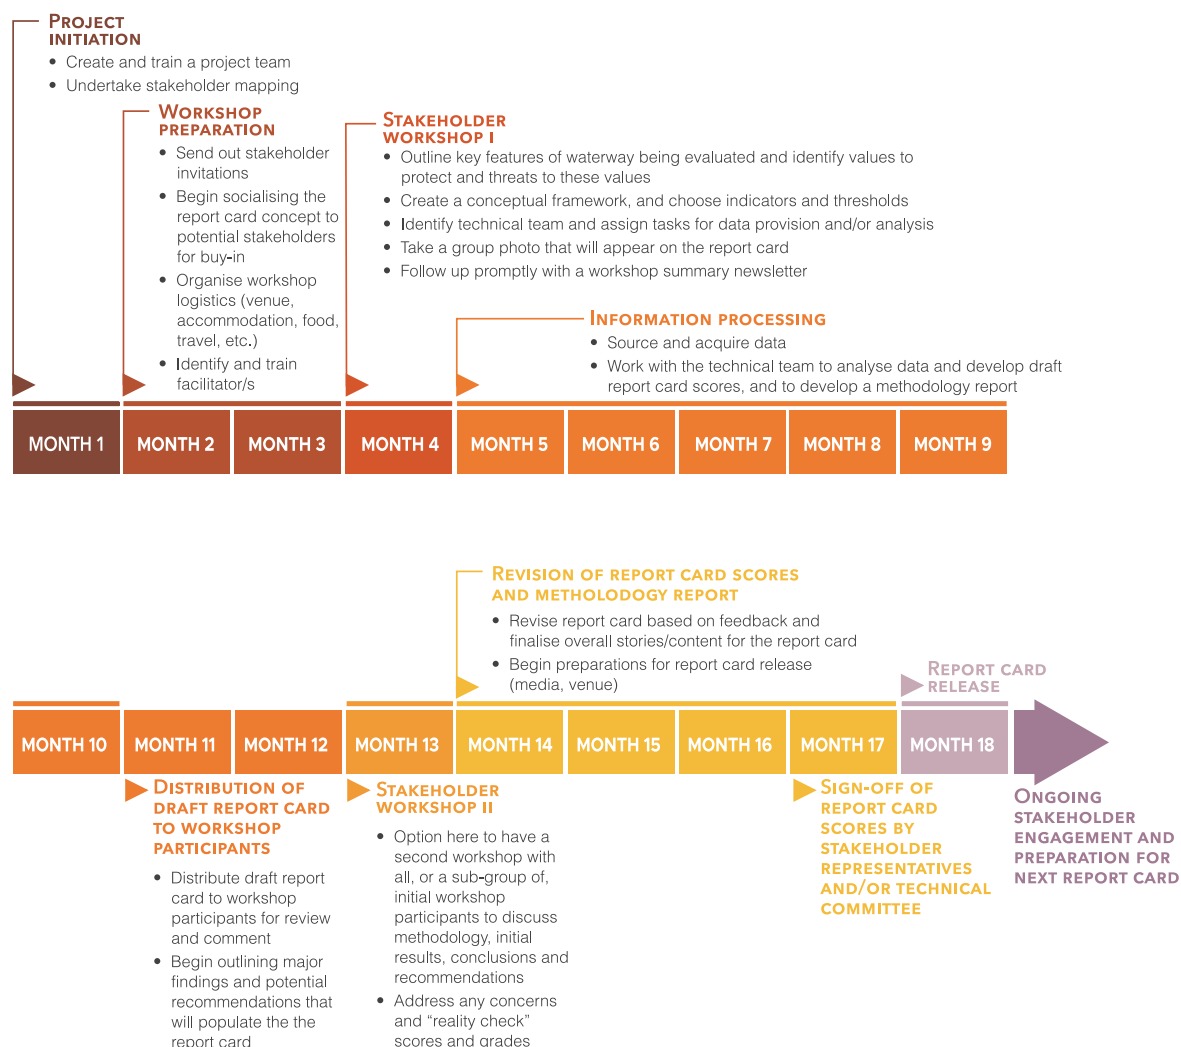 PROJECT
INITIATION
• Create and train a project team
• Undertake stakeholder mapping
WORKSHOP
PREPARATION
• Send out stakeholder
invitations
• Begin socialising the
report card concept to
potential stakeholders
for buy-in
• Organise workshop
logistics (venue,
accommodation, food,
travel, etc.)
• Identify and train
facilitator/s
STAKEHOLDER
WORKSHOP I
• Outline key features of waterway being evaluated and identify values to
protect and threats to these values
• Create a conceptual framework, and choose indicators and thresholds
• Identify technical team and assign tasks for data provision and/or analysis
• Take a group photo that will appear on the report card
• Follow up promptly with a workshop summary newsletter
INFORMATION PROCESSING
• Source and acquire data
• Work with the technical team to analyse data and develop draft
report card scores, and to develop a methodology report
MONTH 1 MONTH 2 MONTH 3 MONTH 4 MONTH 5 MONTH 6 MONTH 7 MONTH 8 MONTH 9
REVISION OF REPORT CARD SCORES
AND METHOLODOGY REPORT
• Revise report card based on feedback and
finalise overall stories/content for the report card
• Begin preparations for report card release
(media, venue)
REPORT CARD
RELEASE
MONTH 10 MONTH 11 MONTH 12 MONTH 13 MONTH 14 MONTH 15 MONTH 16 MONTH 17 MONTH 18
DISTRIBUTION OF
DRAFT REPORT CARD
TO WORKSHOP
PARTICIPANTS
• Distribute draft report
card to workshop
participants for review
and comment
• Begin outlining major
findings and potential
recommendations that
will populate the the
report card
STAKEHOLDER
WORKSHOP II
• Option here to have a
second workshop with
all, or a sub-group of,
initial workshop
participants to discuss
methodology, initial
results, conclusions and
recommendations
• Address any concerns
and “reality check”
scores and grades
SIGN-OFF OF
REPORT CARD
SCORES BY
STAKEHOLDER
REPRESENTATIVES
AND/OR TECHNICAL
COMMITTEE
ONGOING
STAKEHOLDER
ENGAGEMENT AND
PREPARATION FOR
NEXT REPORT CARD